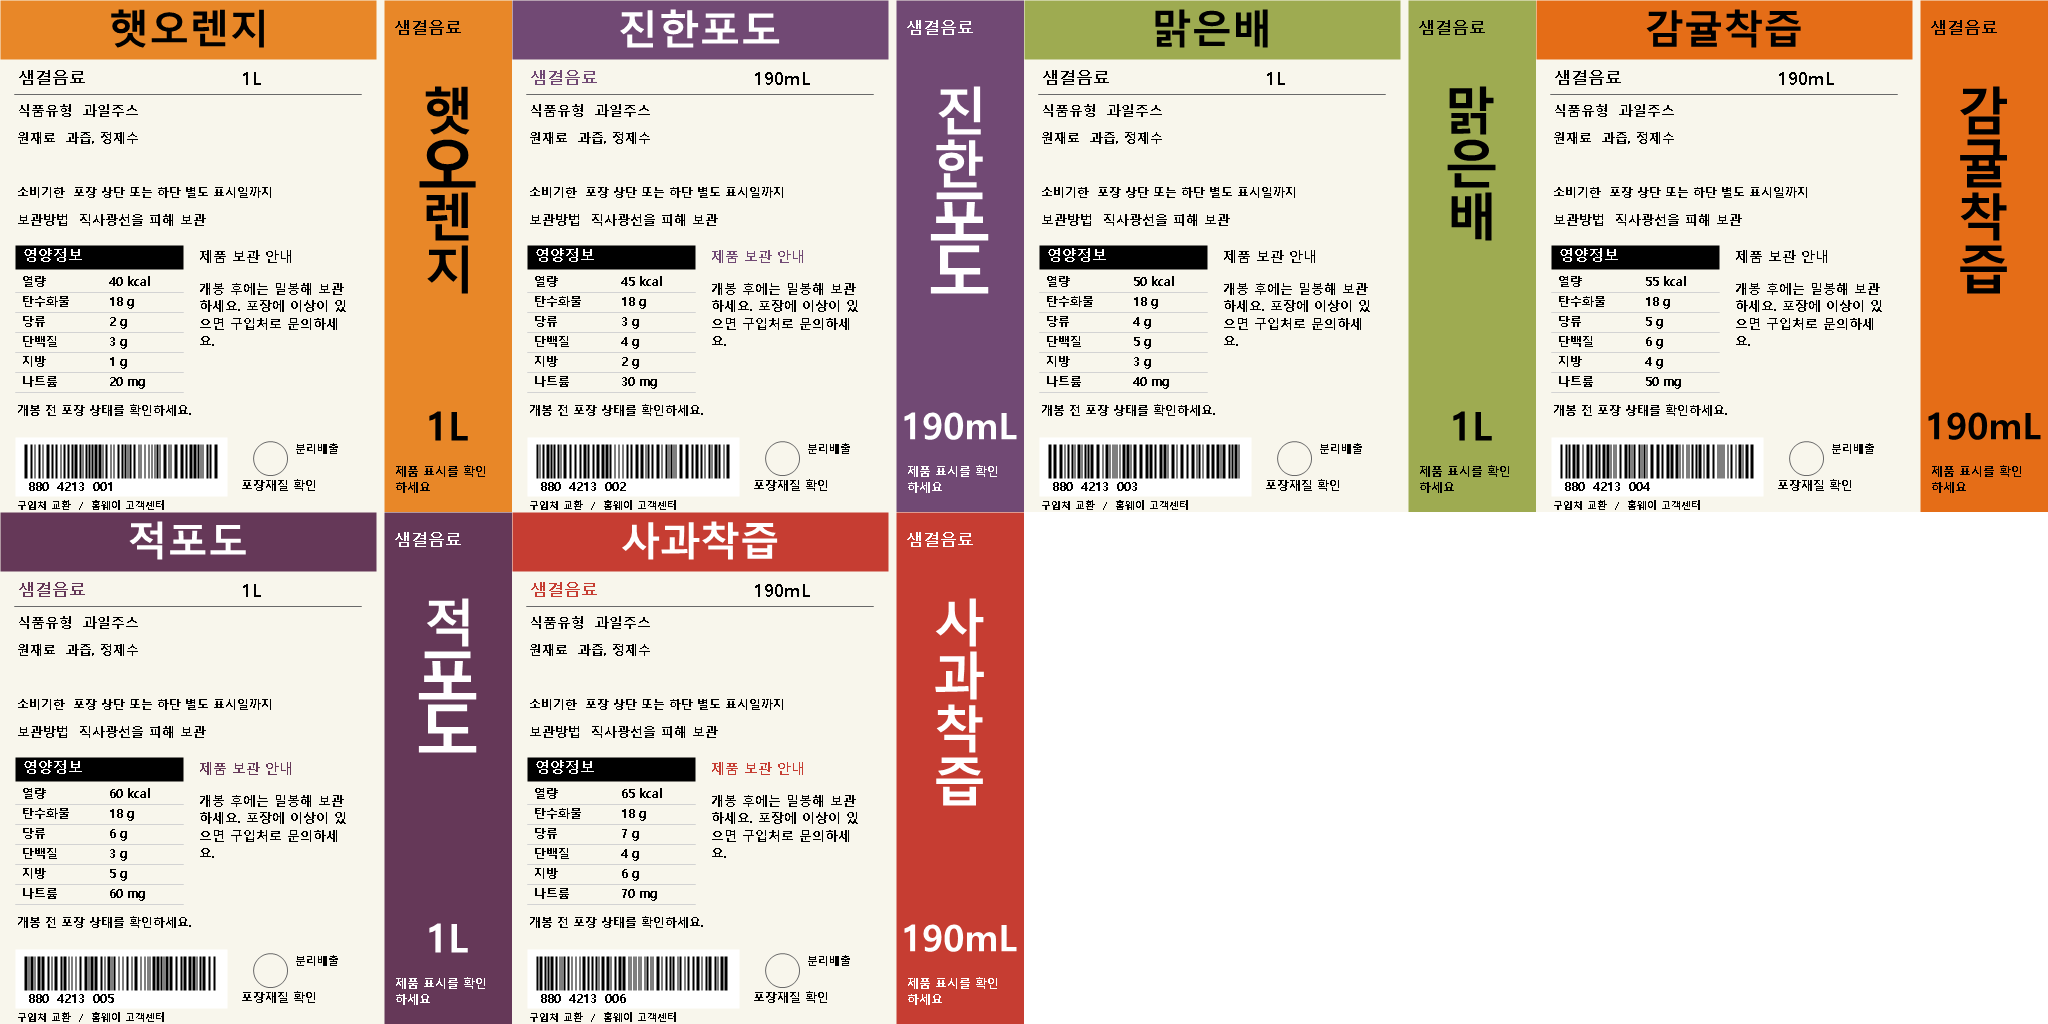 햇오렌지
샘결음료 1L
식품유형 과일주스
원재료 과즙, 정제수
소비기한 포장 상단 또는 하단 별도 표시일까지
보관방법 직사광선을 피해 보관
영양정보
열량 40 kcal
탄수화물 18 g
당류 2 g
단백질 3 g
지방 1 g
나트륨 20 mg
제품 보관 안내
개봉 후에는 밀봉해 보관
하세요. 포장에 이상이 있
으면 구입처로 문의하세
요.
개봉 전 포장 상태를 확인하세요.
880 4213 001
분리배출
포장재질 확인
구입처 교환 / 홈웨이 고객센터
샘결음료
햇오렌지
1L
제품 표시를 확인
하세요
진한포도
샘결음료 190mL
식품유형 과일주스
원재료 과즙, 정제수
소비기한 포장 상단 또는 하단 별도 표시일까지
보관방법 직사광선을 피해 보관
영양정보
열량 45 kcal
탄수화물 18 g
당류 3 g
단백질 4 g
지방 2 g
나트륨 30 mg
제품 보관 안내
개봉 후에는 밀봉해 보관
하세요. 포장에 이상이 있
으면 구입처로 문의하세
요.
개봉 전 포장 상태를 확인하세요.
880 4213 002
분리배출
포장재질 확인
구입처 교환 / 홈웨이 고객센터
샘결음료
진한포도
190mL
제품 표시를 확인
하세요
맑은배
샘결음료 1L
식품유형 과일주스
원재료 과즙, 정제수
소비기한 포장 상단 또는 하단 별도 표시일까지
보관방법 직사광선을 피해 보관
영양정보
열량 50 kcal
탄수화물 18 g
당류 4 g
단백질 5 g
지방 3 g
나트륨 40 mg
제품 보관 안내
개봉 후에는 밀봉해 보관
하세요. 포장에 이상이 있
으면 구입처로 문의하세
요.
개봉 전 포장 상태를 확인하세요.
880 4213 003
분리배출
포장재질 확인
구입처 교환 / 홈웨이 고객센터
샘결음료
맑은배
1L
제품 표시를 확인
하세요
감귤착즙
샘결음료 190mL
식품유형 과일주스
원재료 과즙, 정제수
소비기한 포장 상단 또는 하단 별도 표시일까지
보관방법 직사광선을 피해 보관
영양정보
열량 55 kcal
탄수화물 18 g
당류 5 g
단백질 6 g
지방 4 g
나트륨 50 mg
제품 보관 안내
개봉 후에는 밀봉해 보관
하세요. 포장에 이상이 있
으면 구입처로 문의하세
요.
개봉 전 포장 상태를 확인하세요.
880 4213 004
분리배출
포장재질 확인
구입처 교환 / 홈웨이 고객센터
샘결음료
감귤착즙
190mL
제품 표시를 확인
하세요
적포도
샘결음료 1L
식품유형 과일주스
원재료 과즙, 정제수
소비기한 포장 상단 또는 하단 별도 표시일까지
보관방법 직사광선을 피해 보관
영양정보
열량 60 kcal
탄수화물 18 g
당류 6 g
단백질 3 g
지방 5 g
나트륨 60 mg
제품 보관 안내
개봉 후에는 밀봉해 보관
하세요. 포장에 이상이 있
으면 구입처로 문의하세
요.
개봉 전 포장 상태를 확인하세요.
880 4213 005
분리배출
포장재질 확인
구입처 교환 / 홈웨이 고객센터
샘결음료
적포도
1L
제품 표시를 확인
하세요
사과착즙
샘결음료 190mL
식품유형 과일주스
원재료 과즙, 정제수
소비기한 포장 상단 또는 하단 별도 표시일까지
보관방법 직사광선을 피해 보관
영양정보
열량 65 kcal
탄수화물 18 g
당류 7 g
단백질 4 g
지방 6 g
나트륨 70 mg
제품 보관 안내
개봉 후에는 밀봉해 보관
하세요. 포장에 이상이 있
으면 구입처로 문의하세
요.
개봉 전 포장 상태를 확인하세요.
880 4213 006
분리배출
포장재질 확인
구입처 교환 / 홈웨이 고객센터
샘결음료
사과착즙
190mL
제품 표시를 확인
하세요